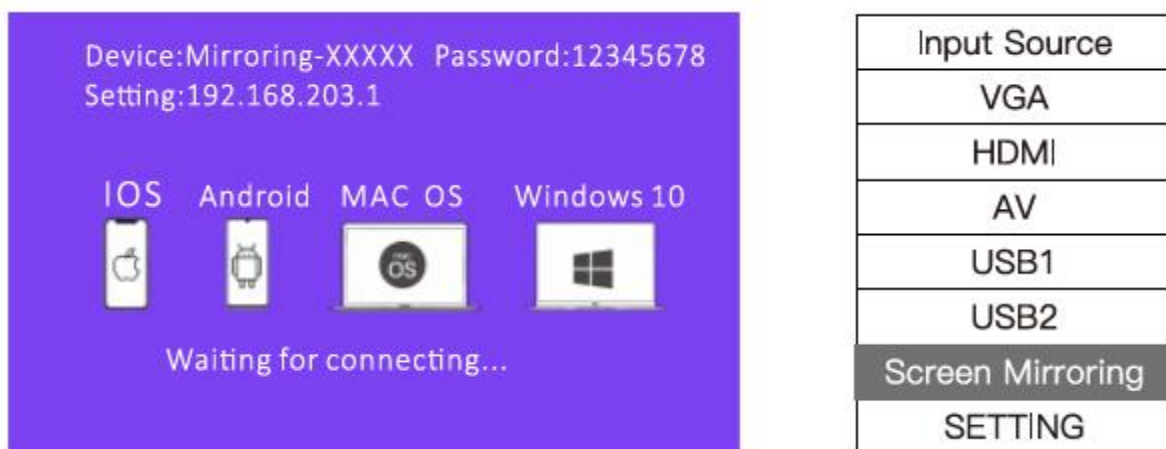 Device:Mirroring-XXXXX Password:12345678
Setting:192.168.203.1
IOS Android MAC OS Windows 10
OS
Waiting for connecting...
Input Source
VGA
HDMI
AV
USB1
USB2
Screen Mirroring
SETTING